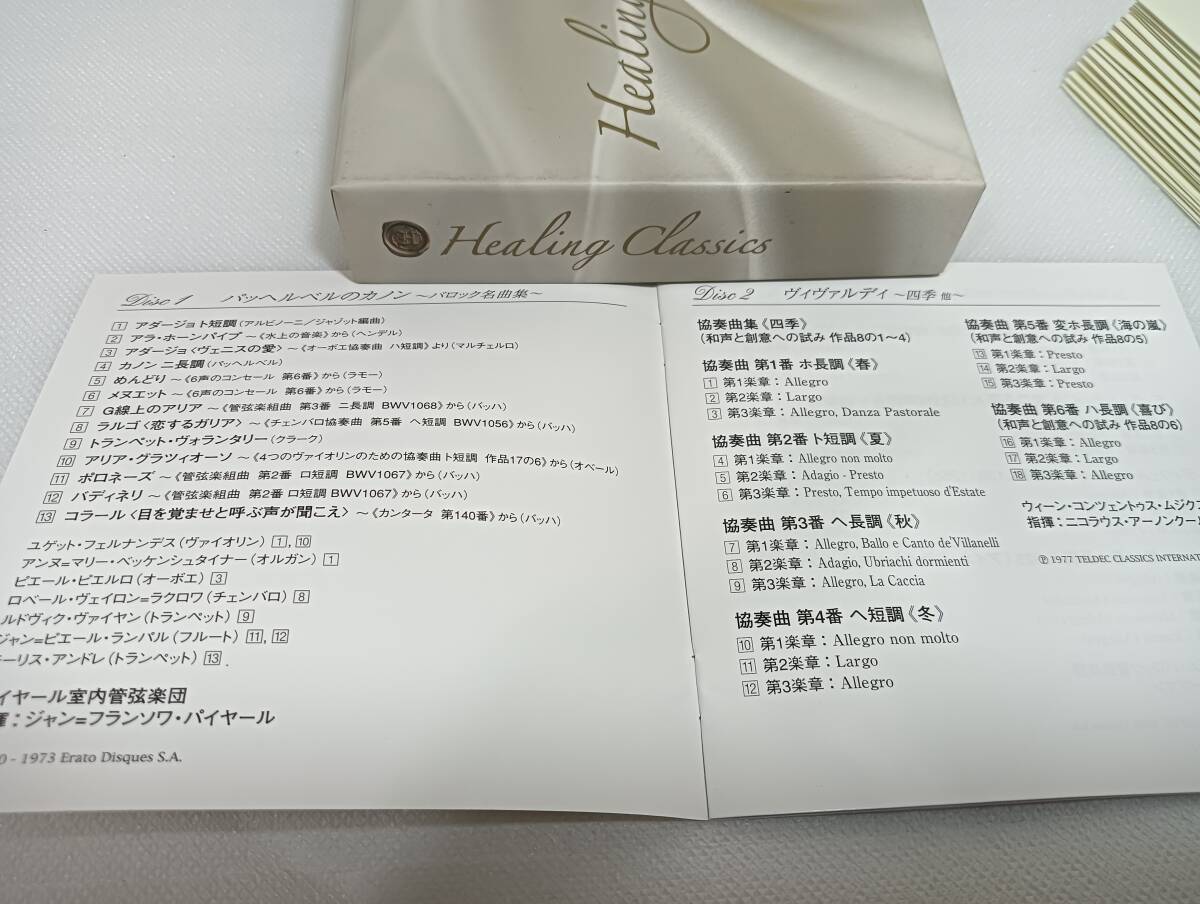 Healing
Healing Classics
Disc 1 パッヘルベルのカノン ～バロック名曲集～
1 アダージョト短調（アルビノーニ／ジャゾット編曲）
2 アラ・ホーンパイプ ～《水上の音楽》から（ヘンデル）
3 アダージョ〈ヴェニスの愛〉～《オーボエ協奏曲 ハ短調》より（マルチェルロ）
4 カノン ニ長調（パッヘルベル）
5 めんどり ～《6声のコンセール 第6番》から（ラモー）
6 メヌエット ～《6声のコンセール 第6番》から（ラモー）
7 G線上のアリア ～《管弦楽組曲 第3番 ニ長調 BWV1068》から（バッハ）
8 ラルゴ〈恋するガリア〉～《チェンバロ協奏曲 第5番 ヘ短調 BWV1056》から（バッハ）
9 トランペット・ヴォランタリー（クラーク）
10 アリア・グラツィオーソ ～《4つのヴァイオリンのための協奏曲ト短調 作品17の6》から（オベール）
11 ポロネーズ ～《管弦楽組曲 第2番 ロ短調 BWV1067》から（バッハ）
12 バディネリ ～《管弦楽組曲 第2番 ロ短調 BWV1067》から（バッハ）
13 コラール〈目を覚ませと呼ぶ声が聞こえ〉～《カンタータ 第140番》から（バッハ）
ユゲット・フェルナンデス（ヴァイオリン）1, 10
アンヌ=マリー・ベッケンシュタイナー（オルガン）1
ピエール・ピエルロ（オーボエ）3
ロベール・ヴェイロン=ラクロワ（チェンバロ）8
ルドヴィク・ヴァイヤン（トランペット）9
ジャン=ピエール・ランパル（フルート）11, 12
ーリス・アンドレ（トランペット）13 .
イヤール室内管弦楽団
揮：ジャン=フランソワ・パイヤール
0 - 1973 Erato Disques S.A.
Disc 2 ヴィヴァルディ ～四季 他～
協奏曲集《四季》
（和声と創意への試み 作品8の1～4）
協奏曲 第1番 ホ長調《春》
1 第1楽章：Allegro
2 第2楽章：Largo
3 第3楽章：Allegro, Danza Pastorale
協奏曲 第2番 ト短調《夏》
4 第1楽章：Allegro non molto
5 第2楽章：Adagio - Presto
6 第3楽章：Presto, Tempo impetuoso d'Estate
協奏曲 第3番 ヘ長調《秋》
7 第1楽章：Allegro, Ballo e Canto de'Villanelli
8 第2楽章：Adagio, Ubriachi dormienti
9 第3楽章：Allegro, La Caccia
協奏曲 第4番 ヘ短調《冬》
10 第1楽章：Allegro non molto
11 第2楽章：Largo
12 第3楽章：Allegro
協奏曲 第5番 変ホ長調《海の嵐》
（和声と創意への試み 作品8の5）
13 第1楽章：Presto
14 第2楽章：Largo
15 第3楽章：Presto
協奏曲 第6番 ハ長調《喜び》
（和声と創意への試み 作品8の6）
16 第1楽章：Allegro
17 第2楽章：Largo
18 第3楽章：Allegro
ウィーン・コンツェントゥス・ムジクス
指揮：ニコラウス・アーノンクール
Ⓟ 1977 TELDEC CLASSICS INTERNAT